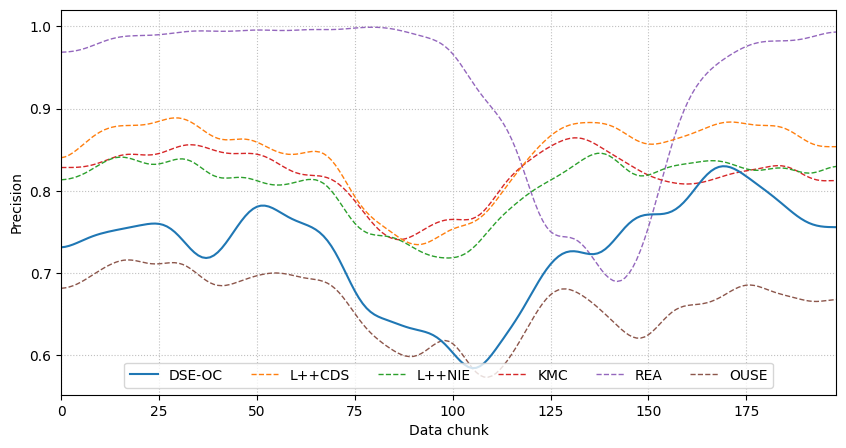 1.0
0.9
0.8
0.7
0.6
Precision
DSE-OC L++CDS L++NIE KMC REA OUSE
0 25 50 75 100 125 150 175
Data chunk